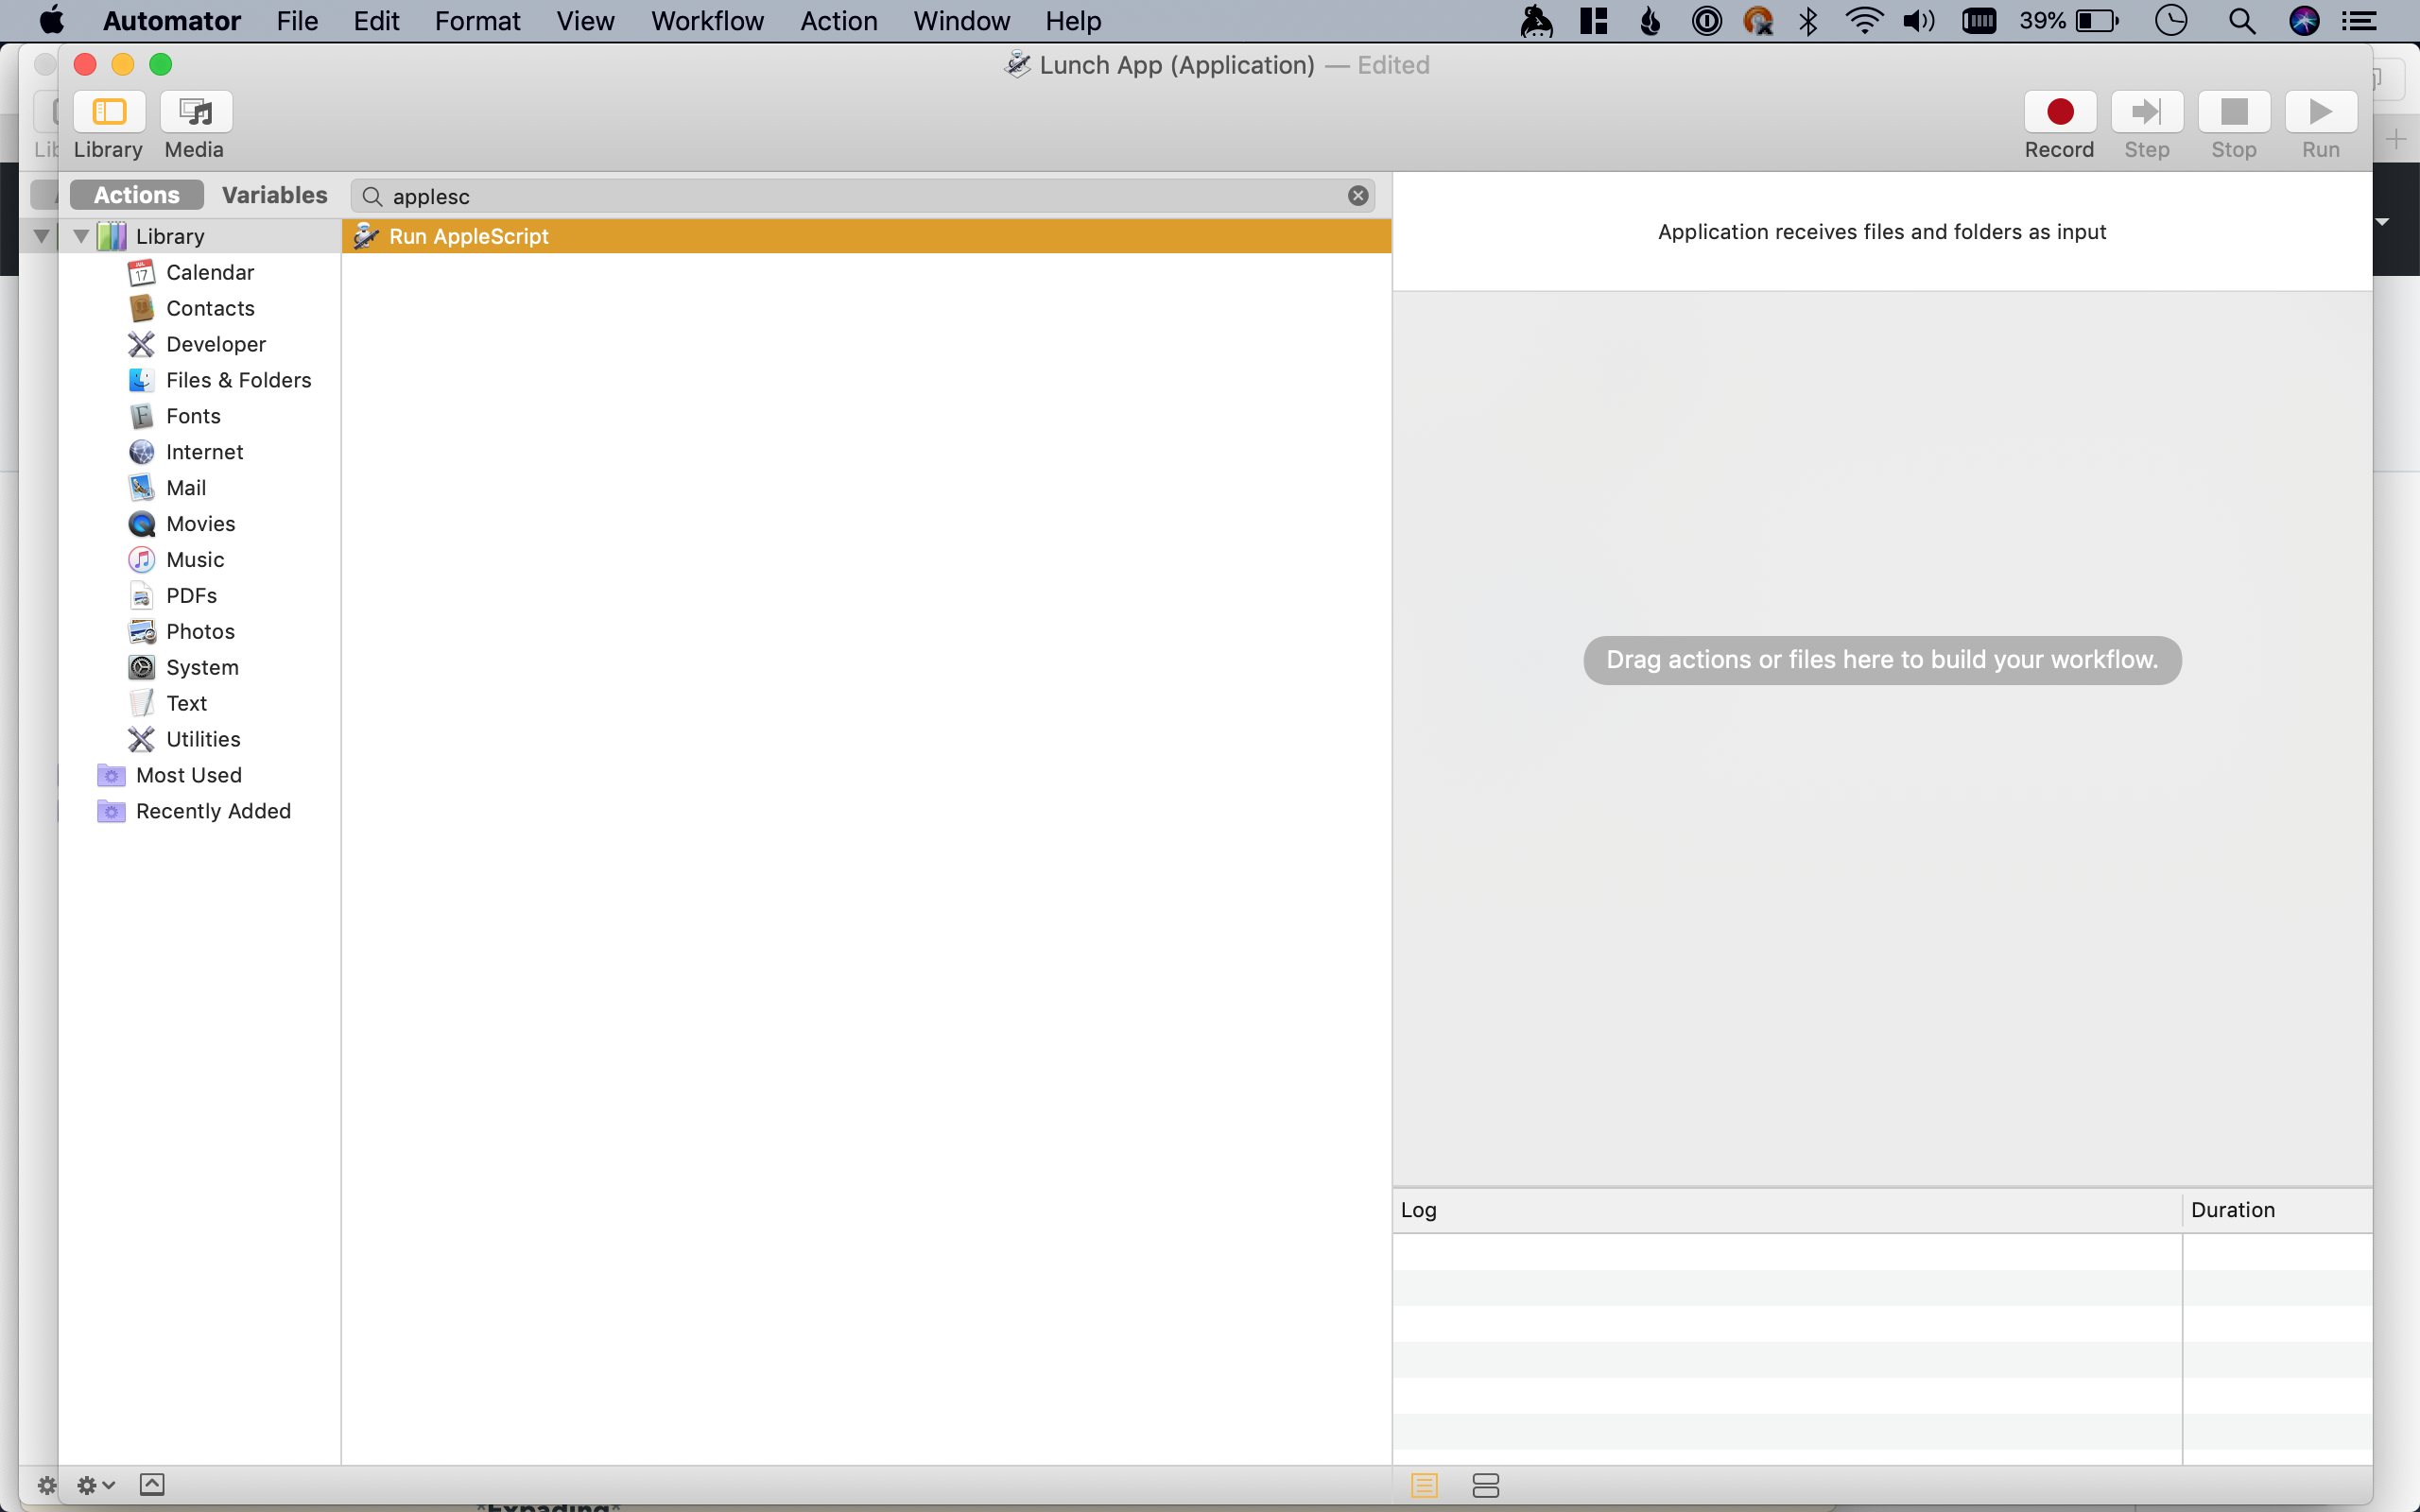 Automator File Edit Format View Workflow Action Window Help 39%
Lunch App (Application) — Edited
Library Media Record Step Stop Run
Actions Variables applesc
Library
Run AppleScript
Application receives files and folders as input
Calendar
Contacts
Developer
Files & Folders
Fonts
Internet
Mail
Movies
Music
PDFs
Photos
System
Text
Utilities
Most Used
Recently Added
Drag actions or files here to build your workflow.
Log Duration
*Expading*